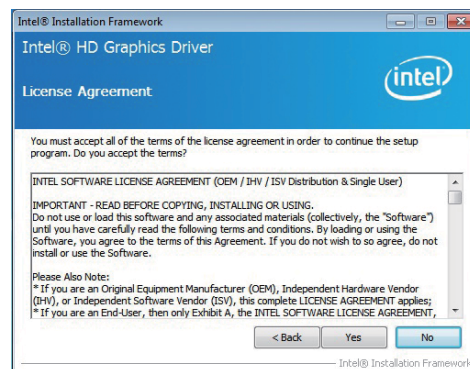 Intel® Installation Framework
Intel® HD Graphics Driver
License Agreement
intel
You must accept all of the terms of the license agreement in order to continue the setup
program. Do you accept the terms?
INTEL SOFTWARE LICENSE AGREEMENT (OEM / IHV / ISV Distribution & Single User)
IMPORTANT - READ BEFORE COPYING, INSTALLING OR USING.
Do not use or load this software and any associated materials (collectively, the "Software")
until you have carefully read the following terms and conditions. By loading or using the
Software, you agree to the terms of this Agreement. If you do not wish to so agree, do not
install or use the Software.
Please Also Note:
* If you are an Original Equipment Manufacturer (OEM), Independent Hardware Vendor
(IHV), or Independent Software Vendor (ISV), this complete LICENSE AGREEMENT applies;
* If you are an End-User, then only Exhibit A, the INTEL SOFTWARE LICENSE AGREEMENT,
< Back Yes No
Intel® Installation Framework